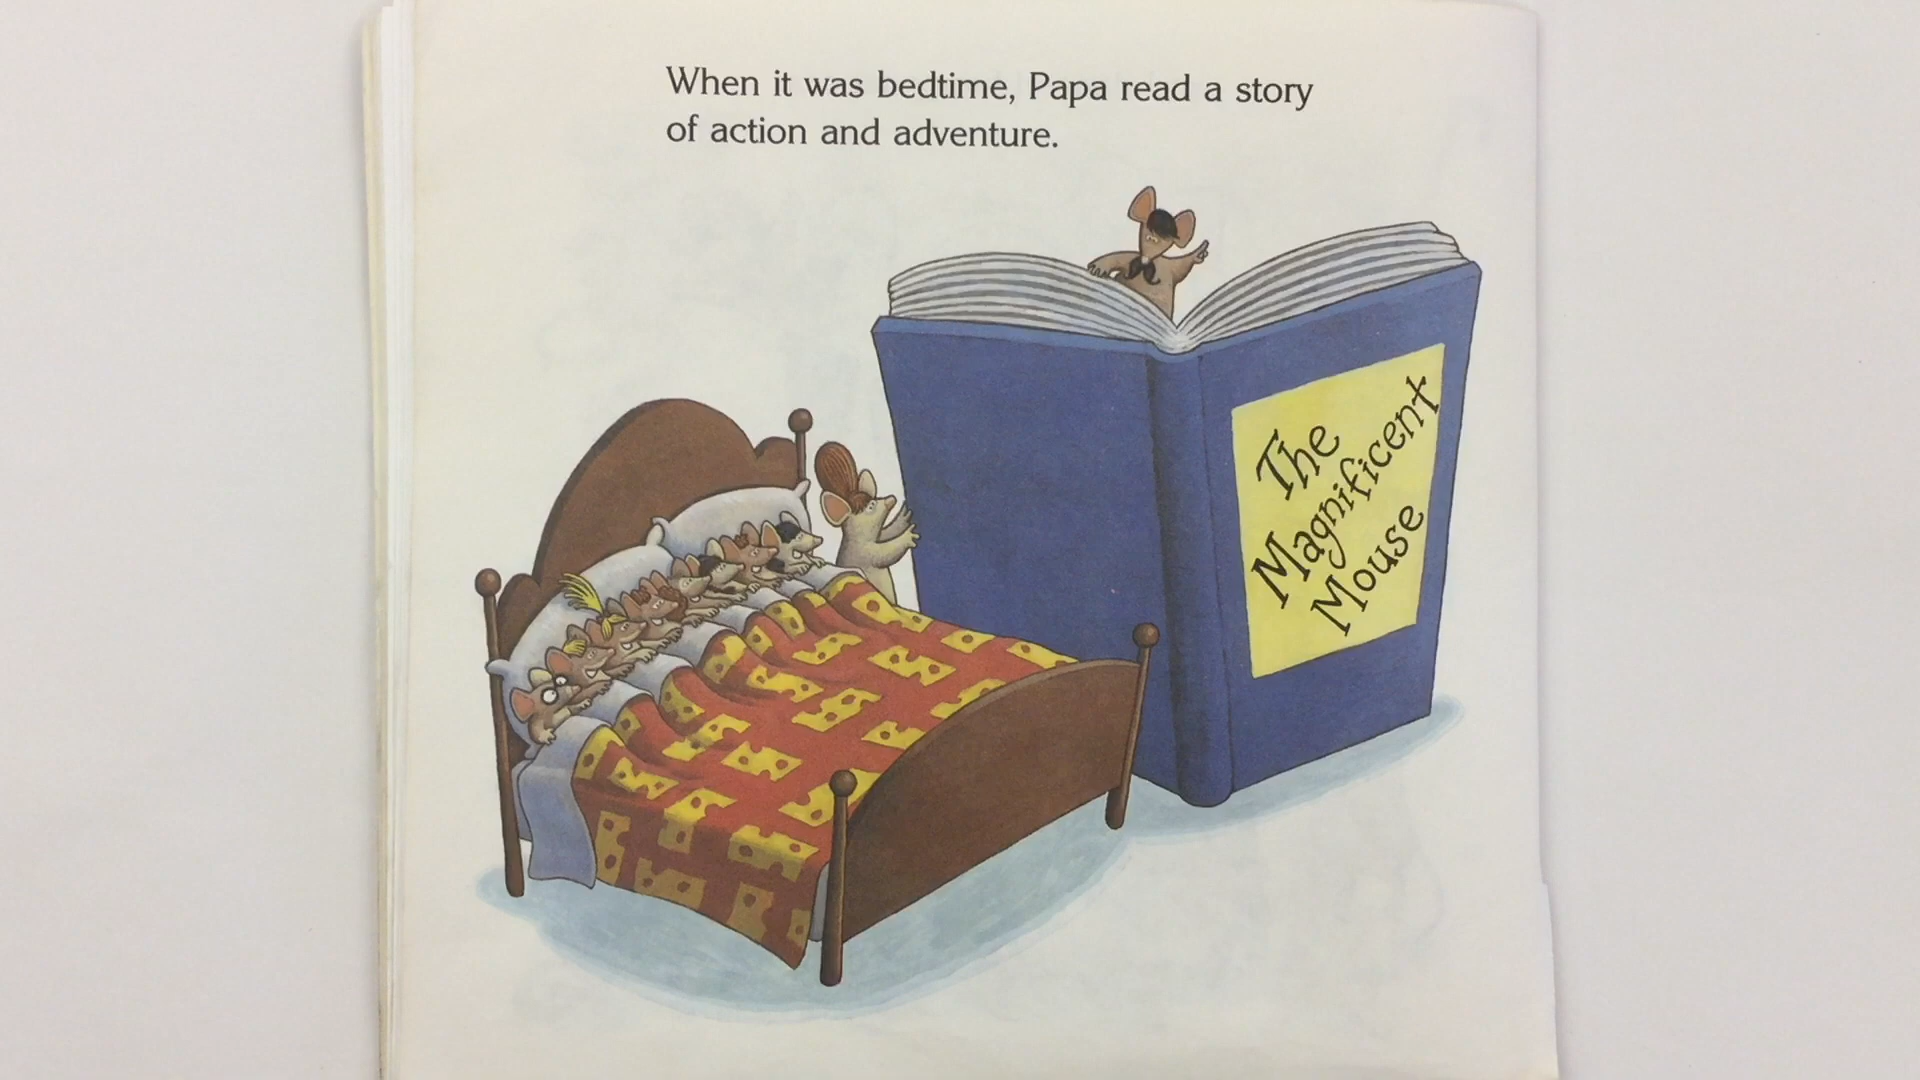 When it was bedtime, Papa read a story
of action and adventure.
The
Magnificent
Mouse